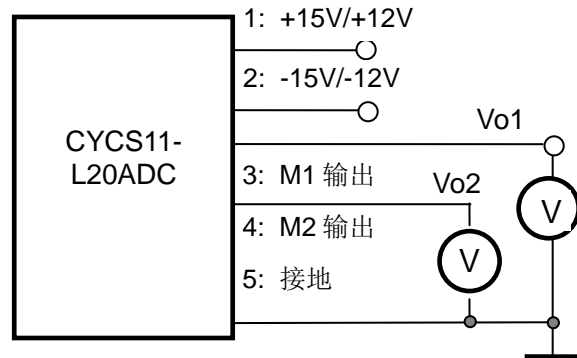 1: +15V/+12V
2: -15V/-12V
Vo1
CYCS11-
L20ADC
3: M1 输出
Vo2
V
4: M2 输出
V
5: 接地